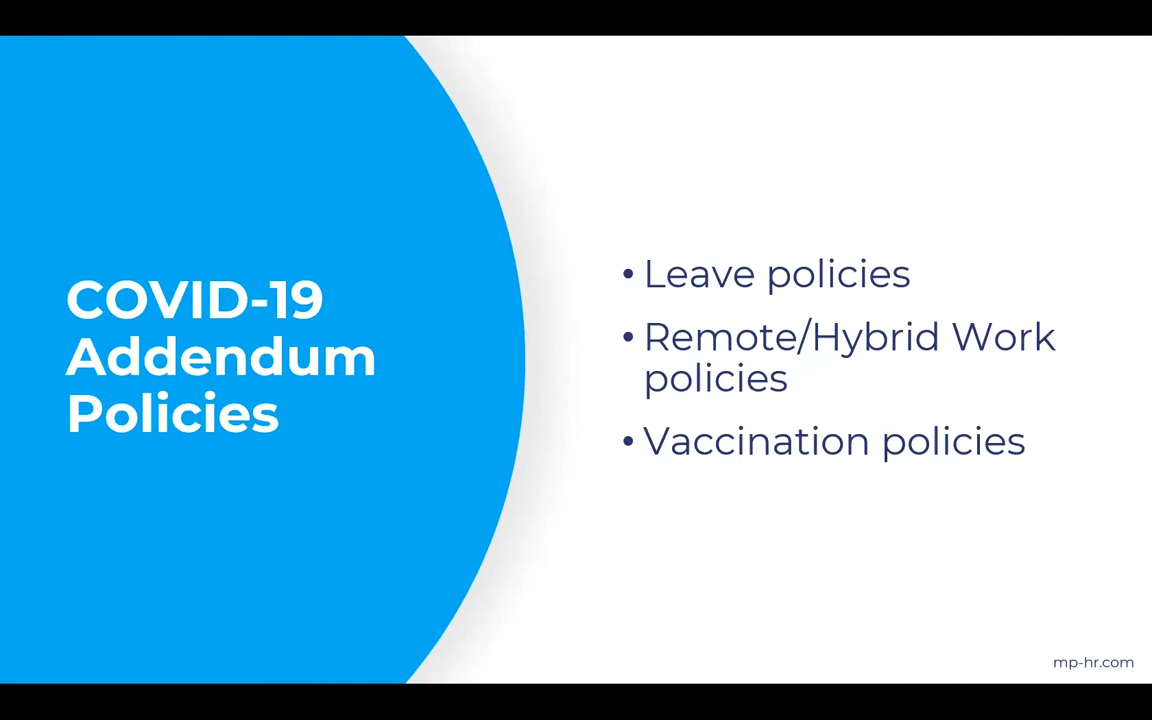 COVID-19
Addendum
Policies
• Leave policies
• Remote/Hybrid Work
policies
• Vaccination policies
mp-hr.com